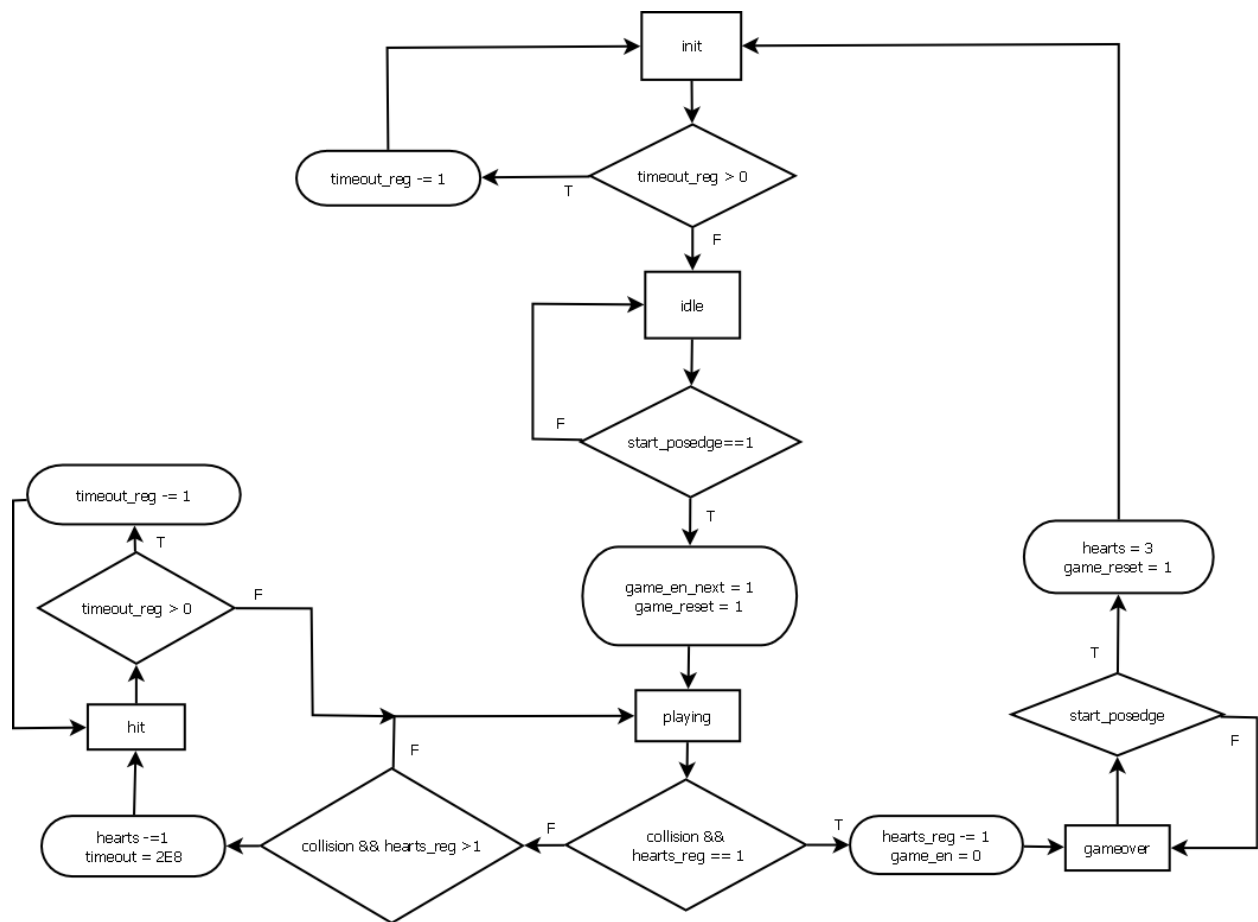 init
timeout_reg -= 1
timeout_reg > 0
T
F
idle
F
start_posedge==1
T
timeout_reg -= 1
T
timeout_reg > 0
F
game_en_next = 1
game_reset = 1
hearts = 3
game_reset = 1
T
start_posedge
F
hit
playing
F
hearts -=1
timeout = 2E8
collision && hearts_reg >1
F
collision &&
hearts_reg == 1
T
hearts_reg -= 1
game_en = 0
gameover